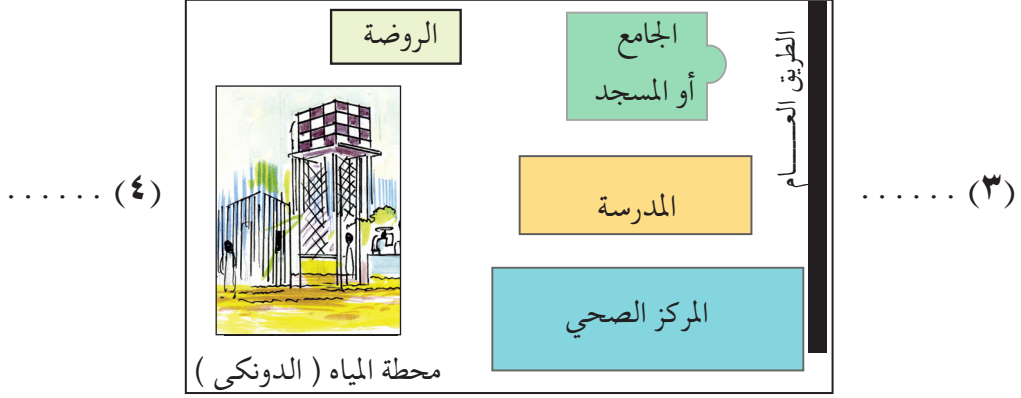 الطريق العـــــام
الجامع
أو المسجد
الروضة
(٣) ......
المدرسة
(٤) ......
المركز الصحي
محطة المياه ( الدونكي )